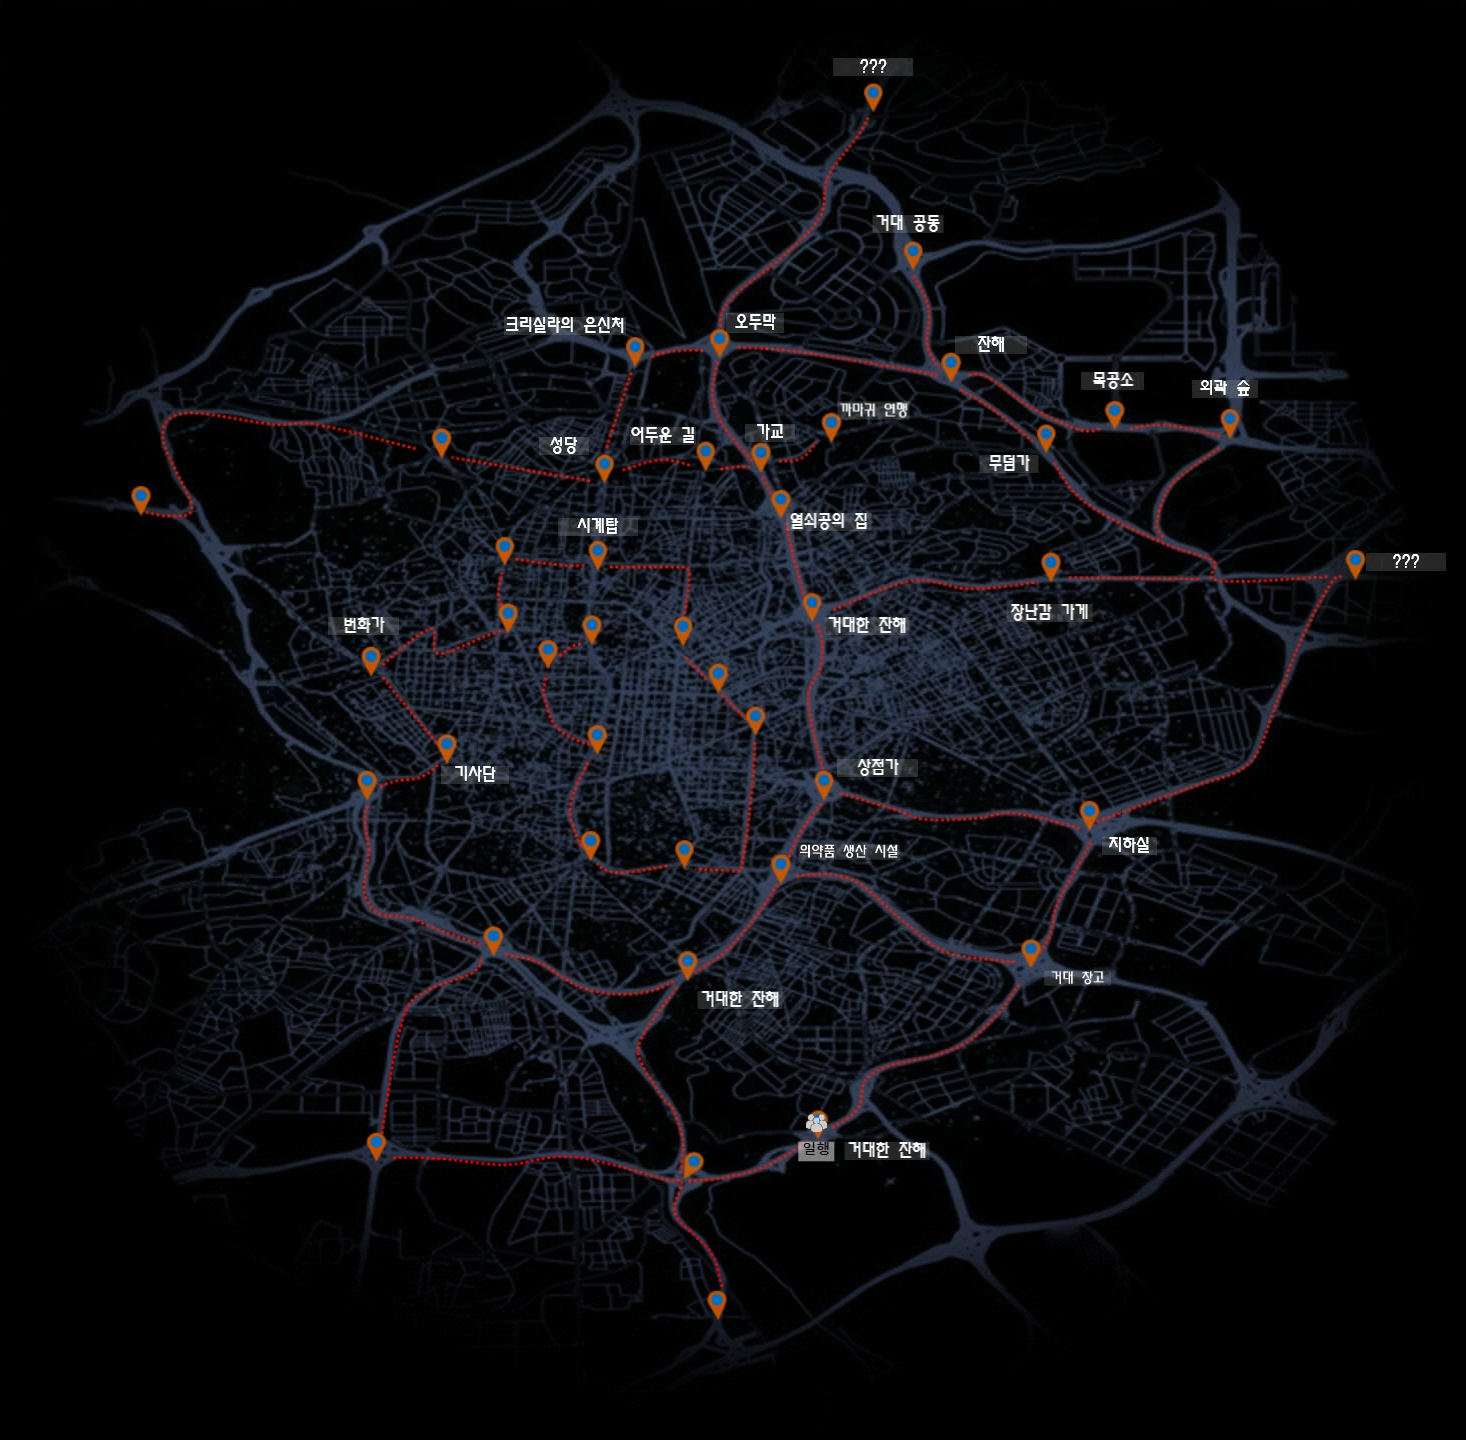 ???
거대 공동
오두막
크리실라의 은신처
잔해
목공소
외곽 숲
까마귀 연맹
가교
어두운 길
성당
무덤가
열쇠공의 집
시계탑
???
장난감 가게
거대한 잔해
번화가
상점가
기사단
지하실
의약품 생산 시설
거대 창고
거대한 잔해
일행
거대한 잔해